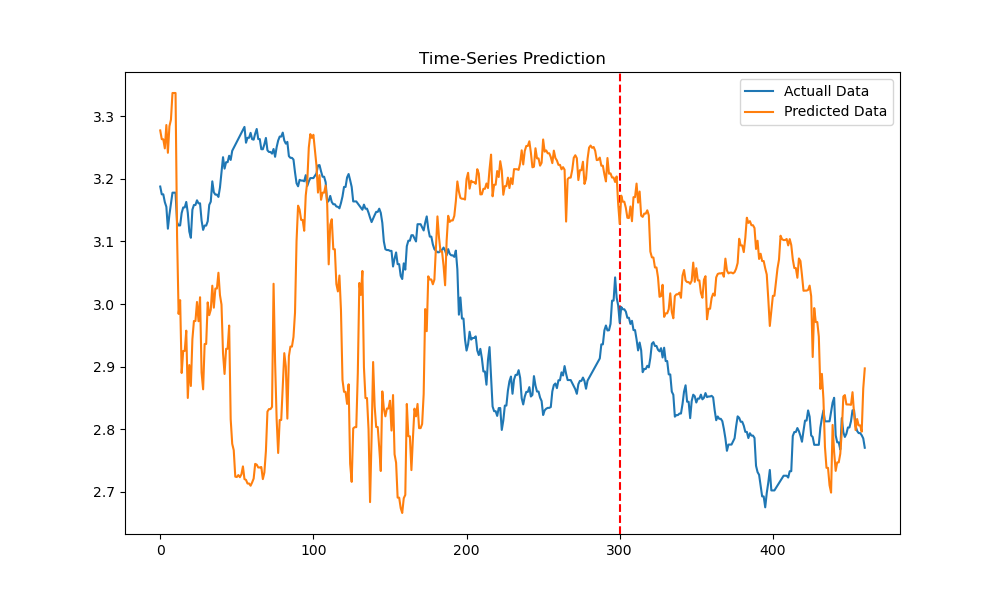 Time-Series Prediction
Actuall Data
Predicted Data
3.3
3.2
3.1
3.0
2.9
2.8
2.7
0 100 200 300 400